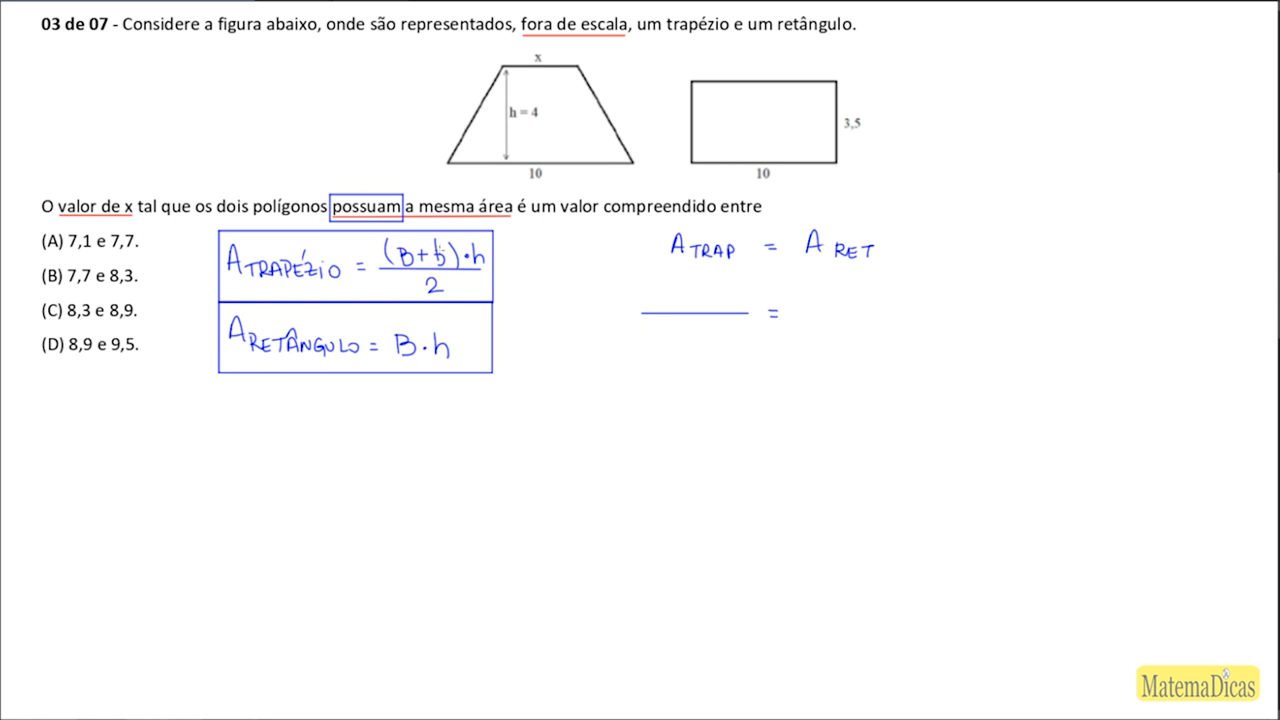 03 de 07 - Considere a figura abaixo, onde são representados, fora de escala, um trapézio e um retângulo.
x
h = 4
10
3,5
10
O valor de x tal que os dois polígonos possuam a mesma área é um valor compreendido entre
(A) 7,1 e 7,7.
(B) 7,7 e 8,3.
(C) 8,3 e 8,9.
(D) 8,9 e 9,5.
A TRAPÉZIO = (B+b)·h
2
A RETÂNGULO = B·h
A TRAP = A RET
=
MatemaDicas